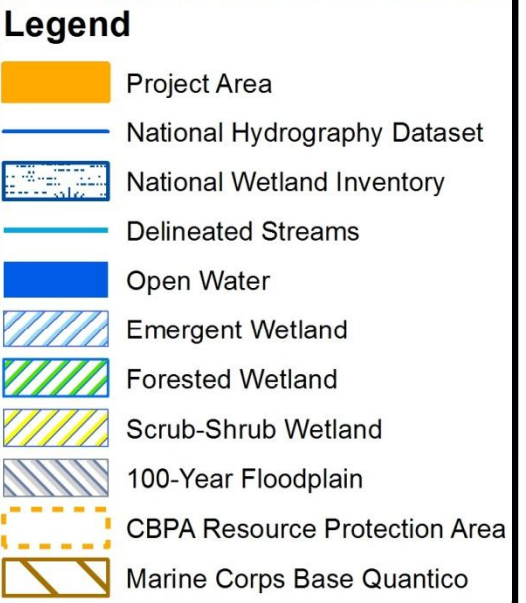 Legend
Project Area
National Hydrography Dataset
National Wetland Inventory
Delineated Streams
Open Water
Emergent Wetland
Forested Wetland
Scrub-Shrub Wetland
100-Year Floodplain
CBPA Resource Protection Area
Marine Corps Base Quantico